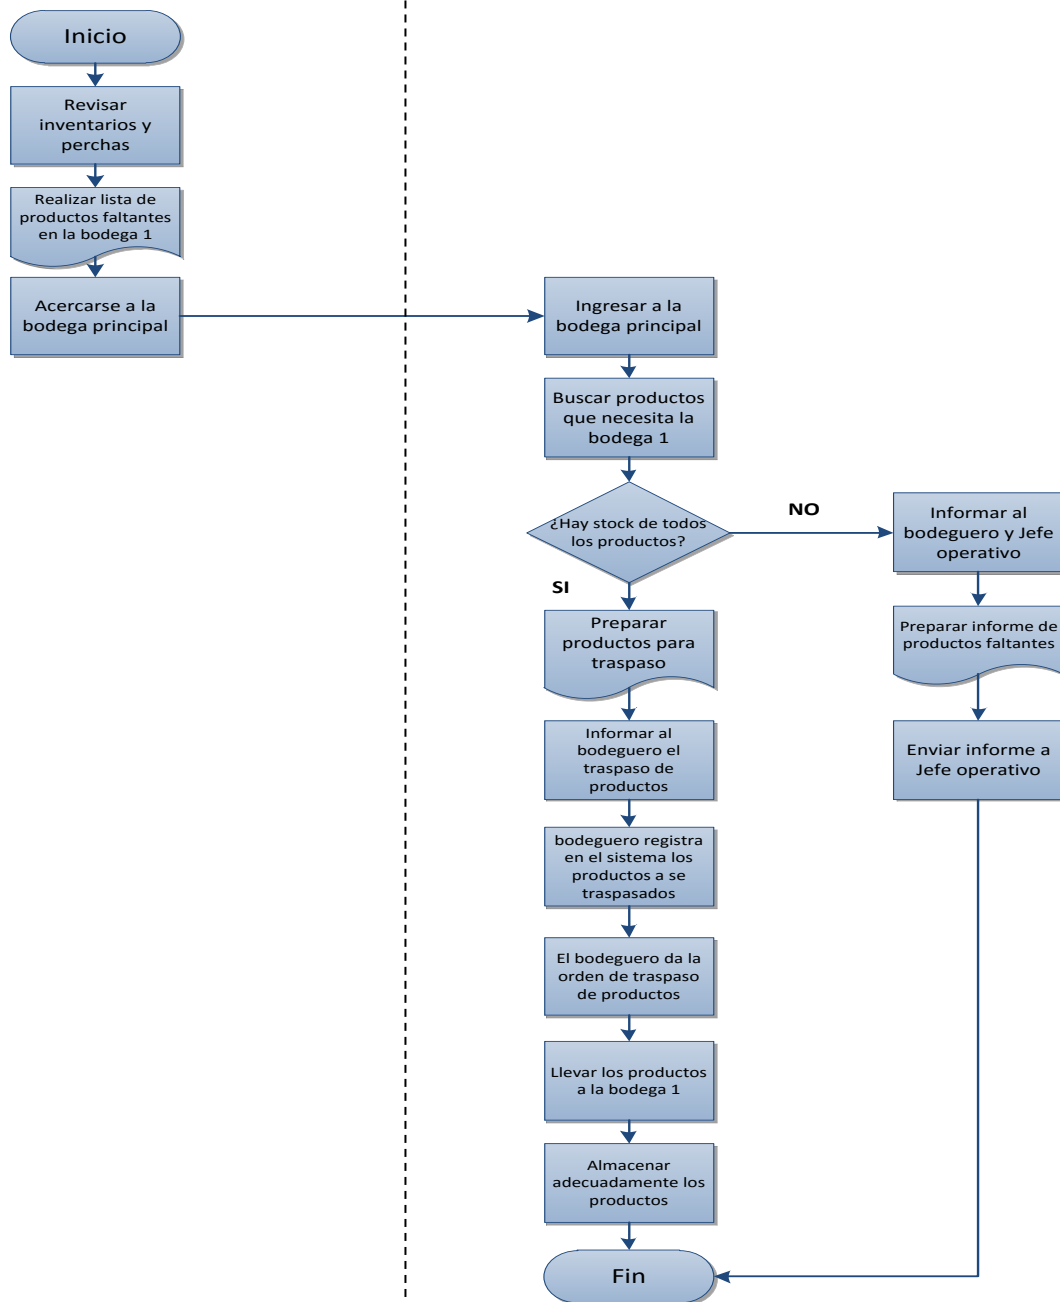 Inicio
Revisar
inventarios y
perchas
Realizar lista de
productos faltantes
en la bodega 1
Acercarse a la
bodega principal
Ingresar a la
bodega principal
Buscar productos
que necesita la
bodega 1
¿Hay stock de todos
los productos?
NO
Informar al
bodeguero y Jefe
operativo
Preparar informe de
productos faltantes
Enviar informe a
Jefe operativo
SI
Preparar
productos para
traspaso
Informar al
bodeguero el
traspaso de
productos
bodeguero registra
en el sistema los
productos a se
traspasados
El bodeguero da la
orden de traspaso
de productos
Llevar los productos
a la bodega 1
Almacenar
adecuadamente los
productos
Fin